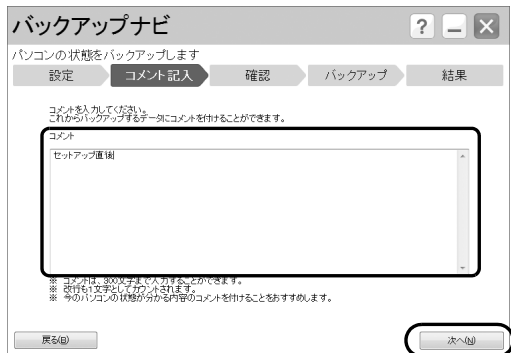 バックアップナビ
パソコンの状態をバックアップします
設定 コメント記入 確認 バックアップ 結果
コメントを入力してください。
これからバックアップするデータにコメントを付けることができます。
コメント
セットアップ直後
※ コメントは、300文字まで入力することができます。
※ 改行も1文字としてカウントされます。
※ 今のパソコンの状態が分かる内容のコメントを付けることをおすすめします。
戻る(B) 次へ(N)